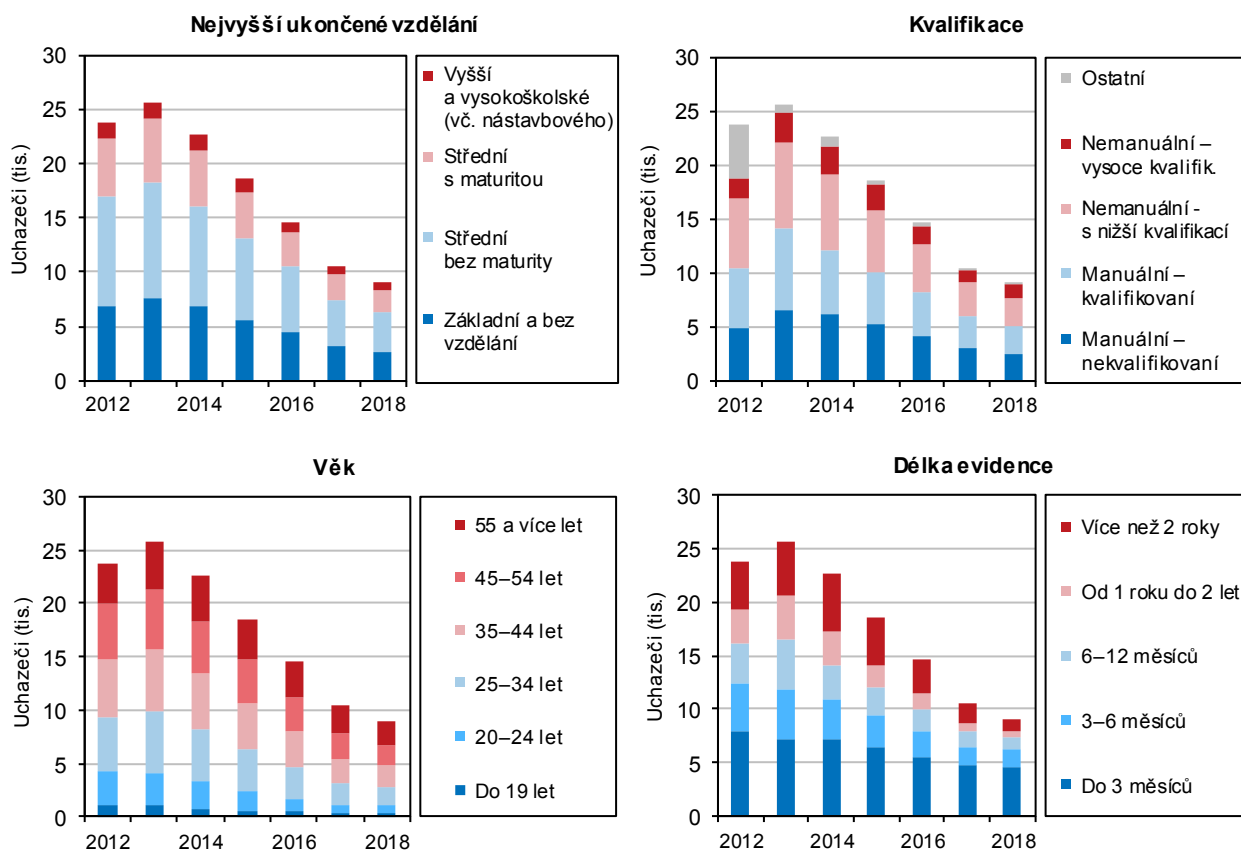 Nejvyšší ukončené vzdělání
Uchazeči (tis.)
30
25
20
15
10
5
0
2012 2014 2016 2018
Vyšší
a vysokoškolské
(vč. nástavbového)
Střední
s maturitou
Střední
bez maturity
Základní a bez
vzdělání
Kvalifikace
Uchazeči (tis.)
30
25
20
15
10
5
0
2012 2014 2016 2018
Ostatní
Nemanuální –
vysoce kvalifik.
Nemanuální -
s nižší kvalifikací
Manuální –
kvalifikovaní
Manuální –
nekvalifikovaní
Věk
Uchazeči (tis.)
30
25
20
15
10
5
0
2012 2014 2016 2018
55 a více let
45–54 let
35–44 let
25–34 let
20–24 let
Do 19 let
Délka evidence
Uchazeči (tis.)
30
25
20
15
10
5
0
2012 2014 2016 2018
Více než 2 roky
Od 1 roku do 2 let
6–12 měsíců
3–6 měsíců
Do 3 měsíců